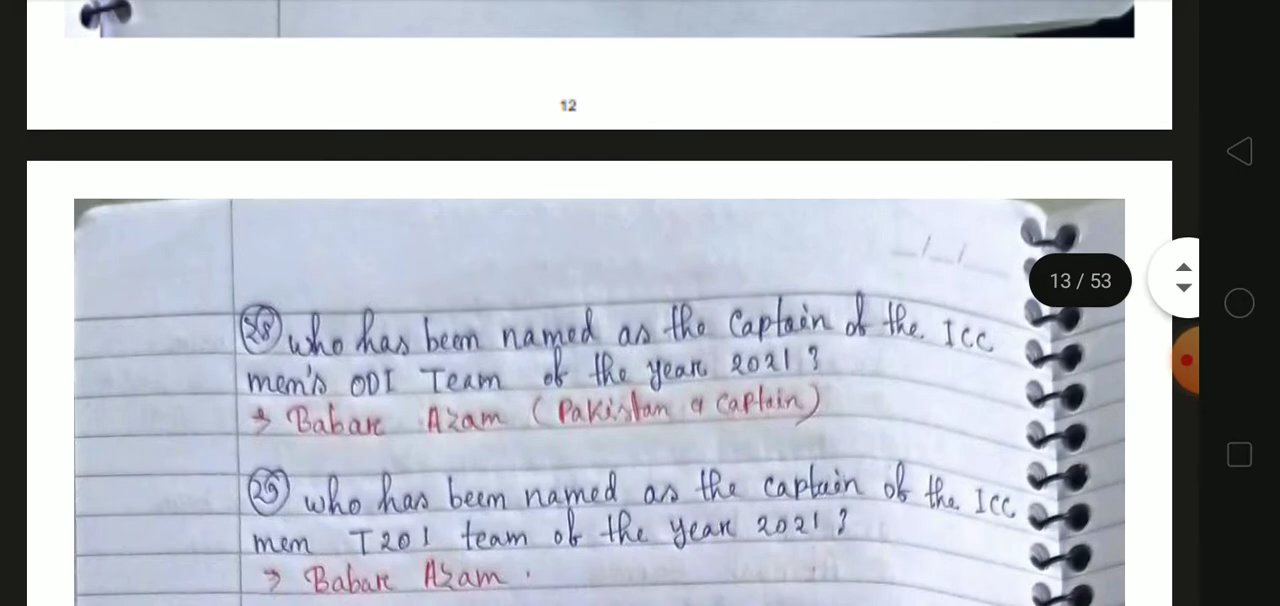 12
13 / 53
28 who has been named as the Captain of the ICC
men's ODI Team of the year 2021?
→ Babar Azam (Pakistan & Captain)
29 who has been named as the captain of the ICC
men T20I team of the year 2021?
→ Babar Azam.